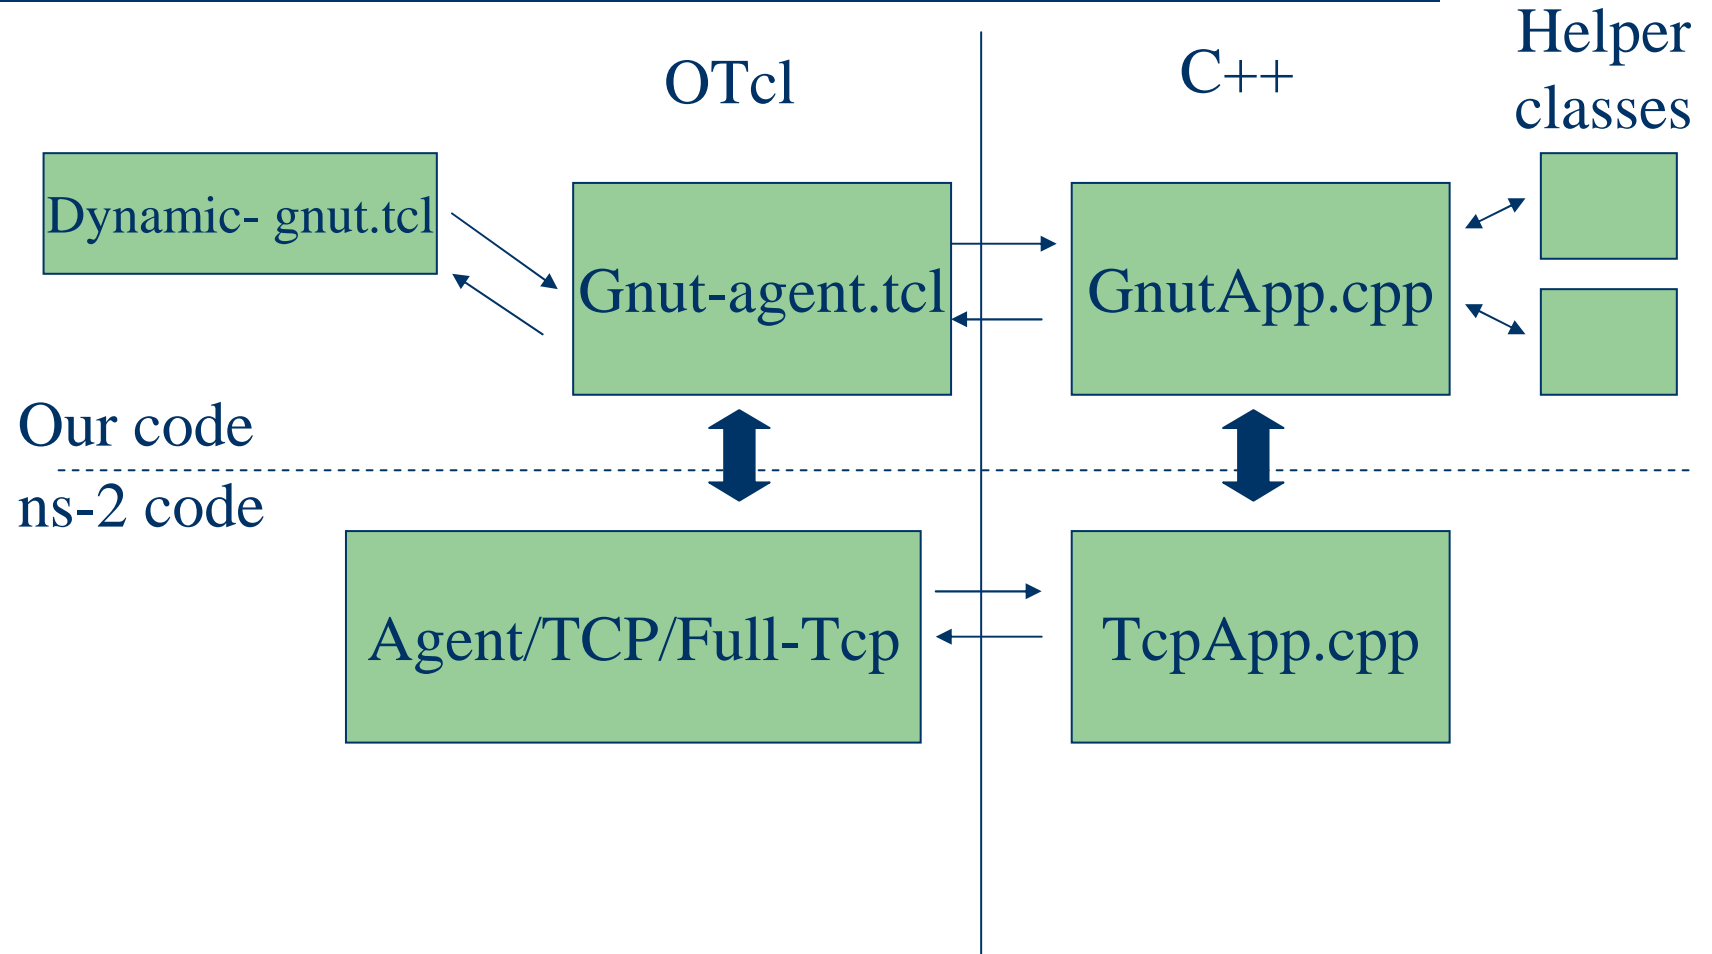 OTcl
C++
Helper
classes
Dynamic- gnut.tcl
Gnut-agent.tcl
GnutApp.cpp
Our code
ns-2 code
Agent/TCP/Full-Tcp
TcpApp.cpp